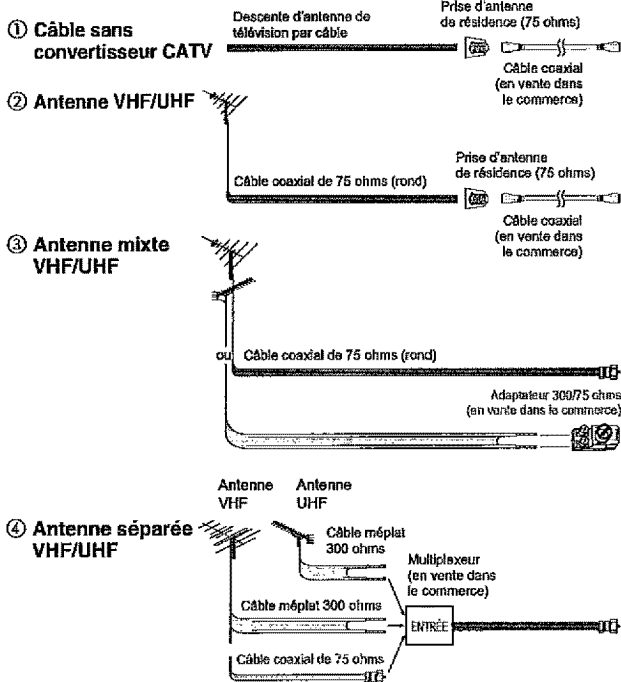 ① Câble sans
convertisseur CATV
Descente d'antenne de
télévision par câble
Prise d'antenne
de résidence (75 ohms)
Câble coaxial
(en vente dans
le commerce)
② Antenne VHF/UHF
Câble coaxial de 75 ohms (rond)
Prise d'antenne
de résidence (75 ohms)
Câble coaxial
(en vente dans
le commerce)
③ Antenne mixte
VHF/UHF
ou Câble coaxial de 75 ohms (rond)
Adaptateur 300/75 ohms
(en vente dans le commerce)
④ Antenne séparée
VHF/UHF
Antenne
VHF
Antenne
UHF
Câble méplat
300 ohms
Multiplexeur
(en vente dans
le commerce)
Câble méplat 300 ohms
ENTRÉE
Câble coaxial de 75 ohms